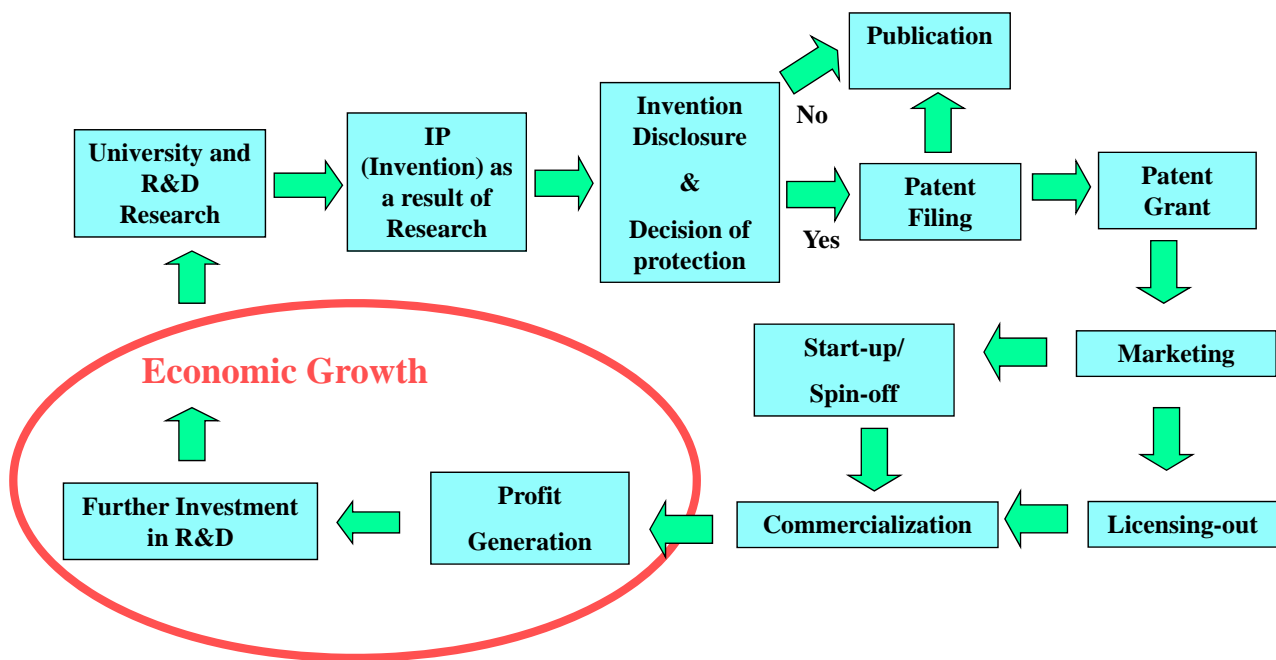 University and
R&D
Research
IP
(Invention) as
a result of
Research
Invention
Disclosure
&
Decision of
protection
No
Yes
Publication
Patent
Filing
Patent
Grant
Marketing
Start-up/
Spin-off
Licensing-out
Commercialization
Profit
Generation
Further Investment
in R&D
Economic Growth